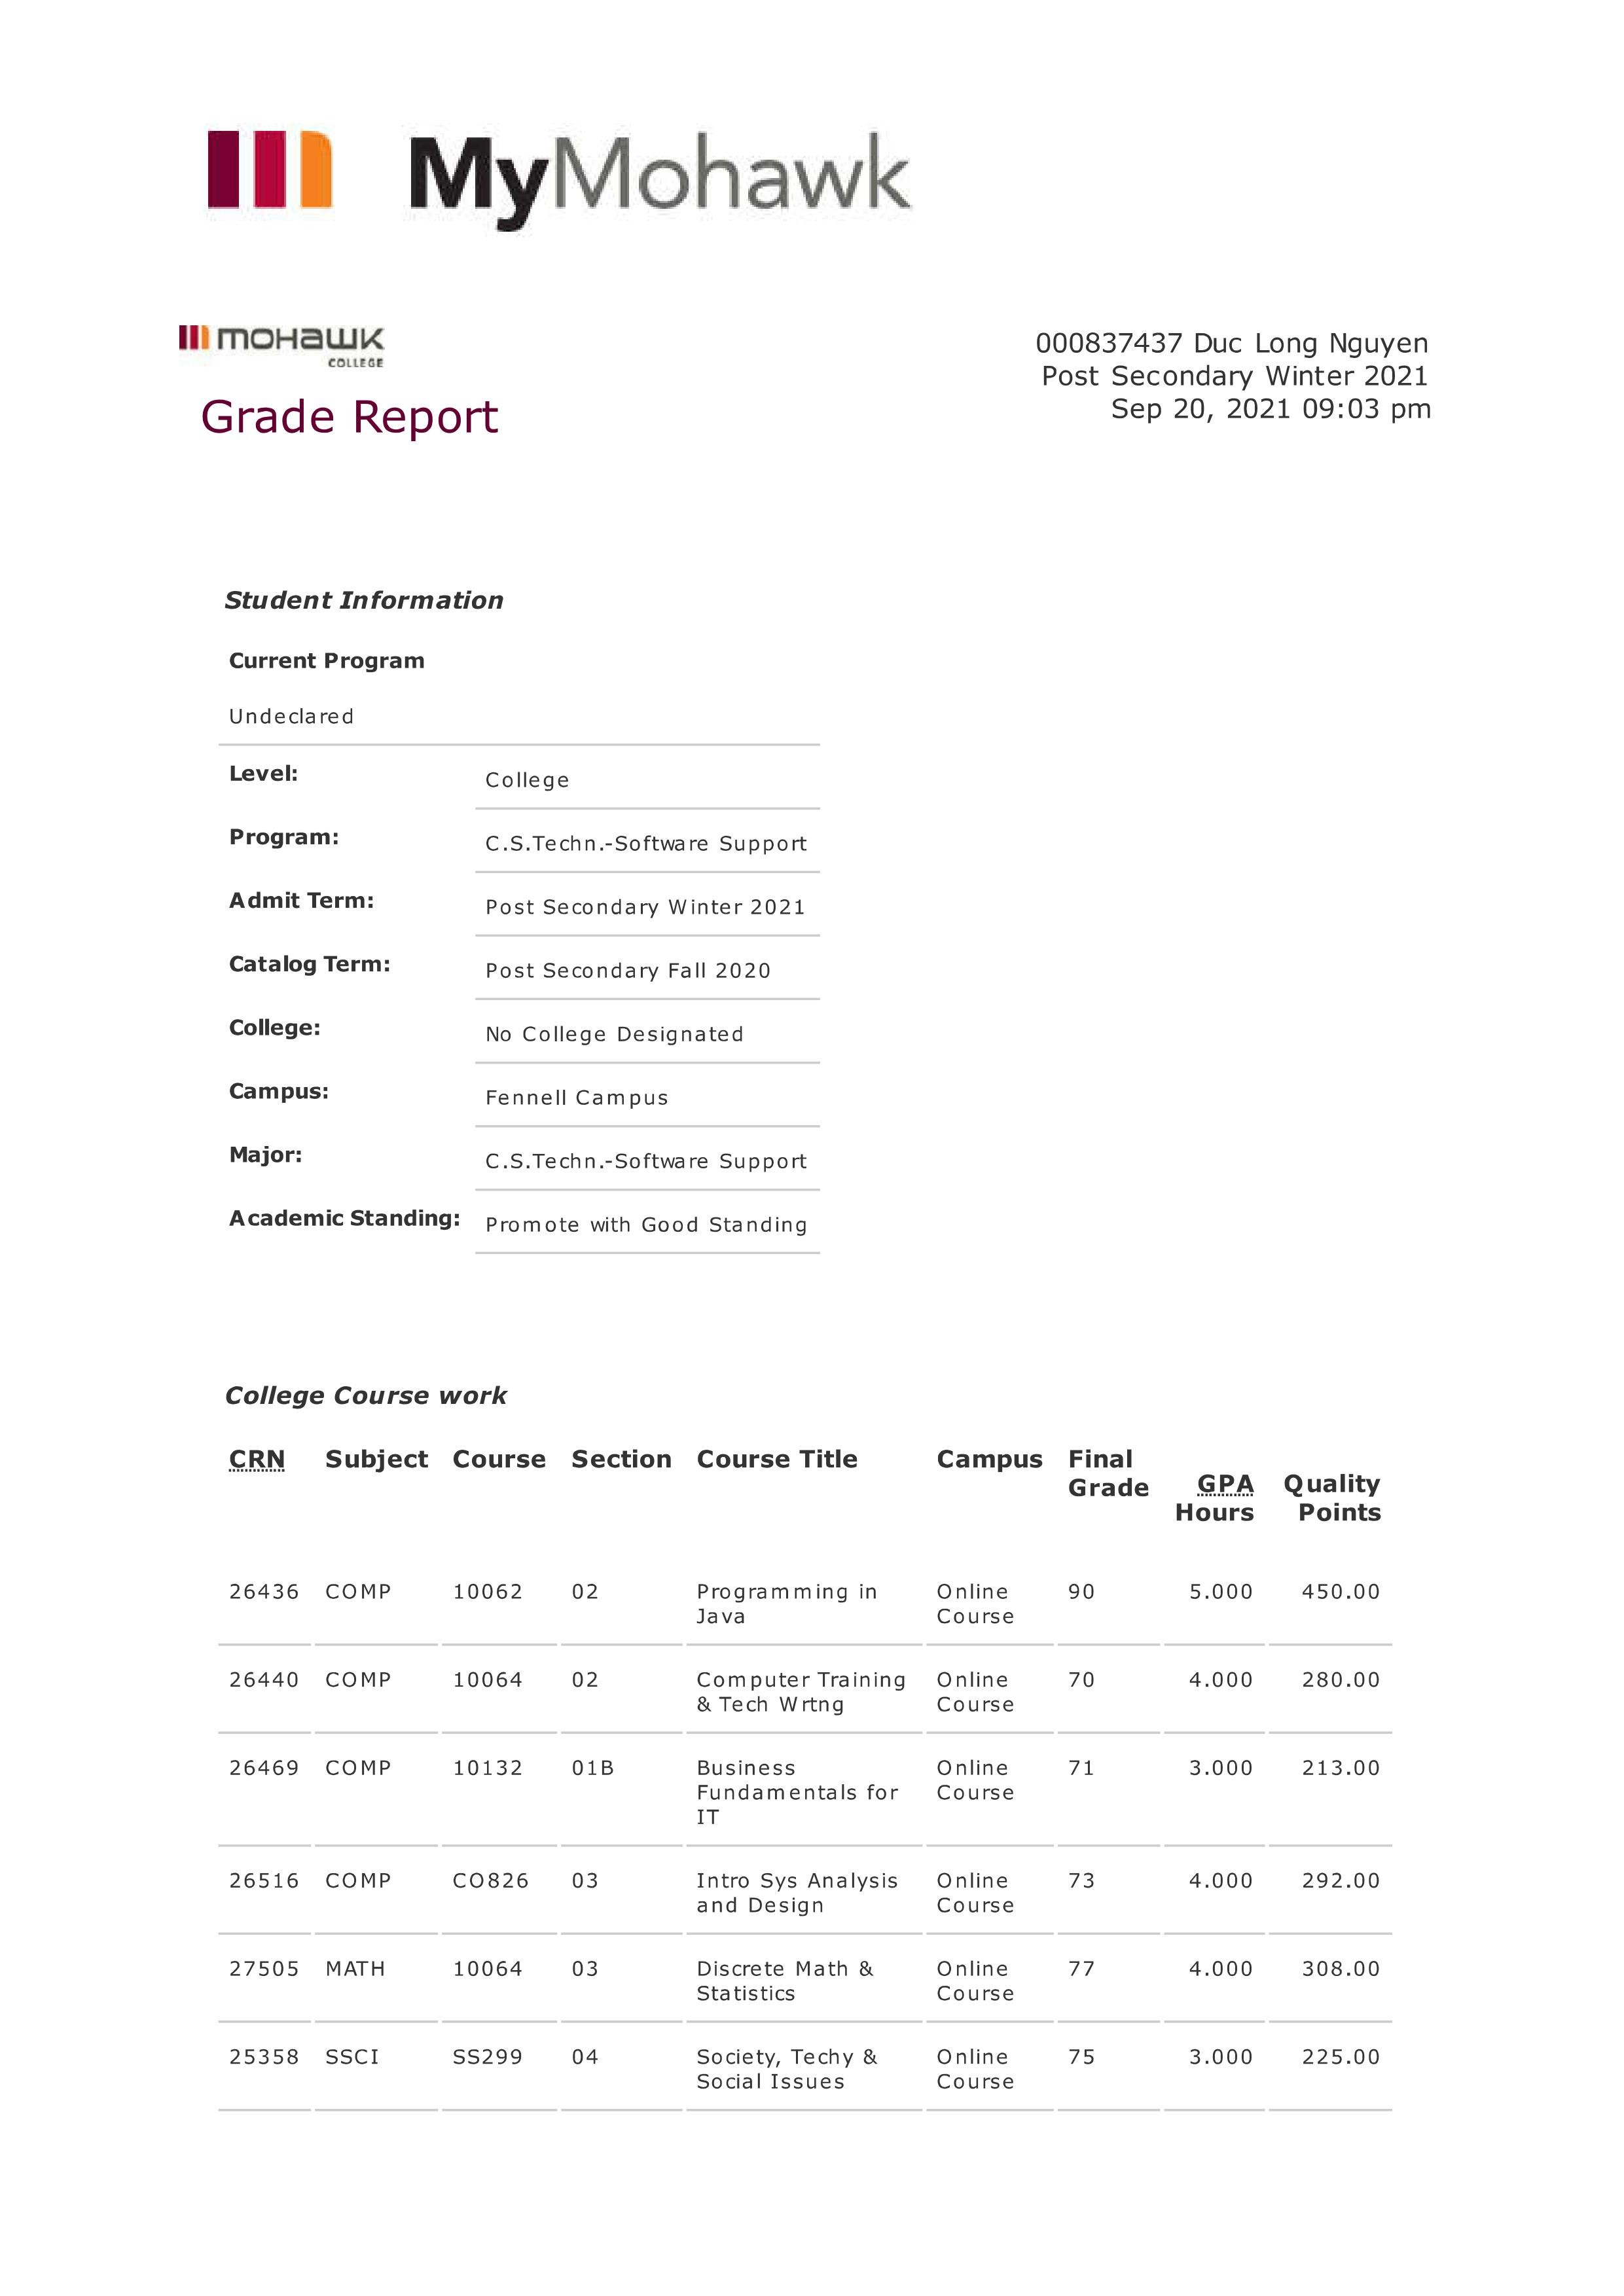 MyMohawk
mohawk
COLLEGE
Grade Report
000837437 Duc Long Nguyen
Post Secondary Winter 2021
Sep 20, 2021 09:03 pm
Student Information
Current Program
Undeclared
Level: College
Program: C.S.Techn.-Software Support
Admit Term: Post Secondary Winter 2021
Catalog Term: Post Secondary Fall 2020
College: No College Designated
Campus: Fennell Campus
Major: C.S.Techn.-Software Support
Academic Standing: Promote with Good Standing
College Course work
CRN Subject Course Section Course Title Campus Final Grade GPA Hours Quality Points
26436 COMP 10062 02 Programming in Java Online Course 90 5.000 450.00
26440 COMP 10064 02 Computer Training & Tech Wrtng Online Course 70 4.000 280.00
26469 COMP 10132 01B Business Fundamentals for IT Online Course 71 3.000 213.00
26516 COMP CO826 03 Intro Sys Analysis and Design Online Course 73 4.000 292.00
27505 MATH 10064 03 Discrete Math & Statistics Online Course 77 4.000 308.00
25358 SSCI SS299 04 Society, Techy & Social Issues Online Course 75 3.000 225.00